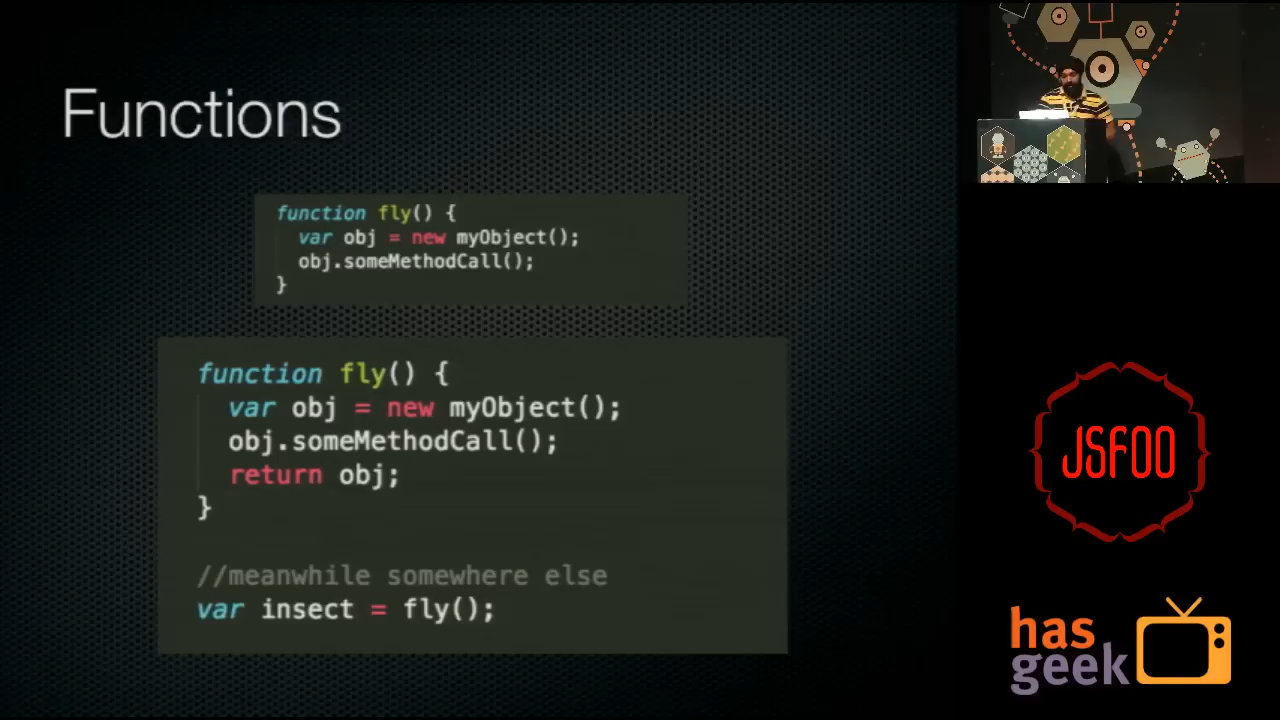 Functions
function fly() {
var obj = new myObject();
obj.someMethodCall();
}
function fly() {
var obj = new myObject();
obj.someMethodCall();
return obj;
}
//meanwhile somewhere else
var insect = fly();
JSFOO
has
geek